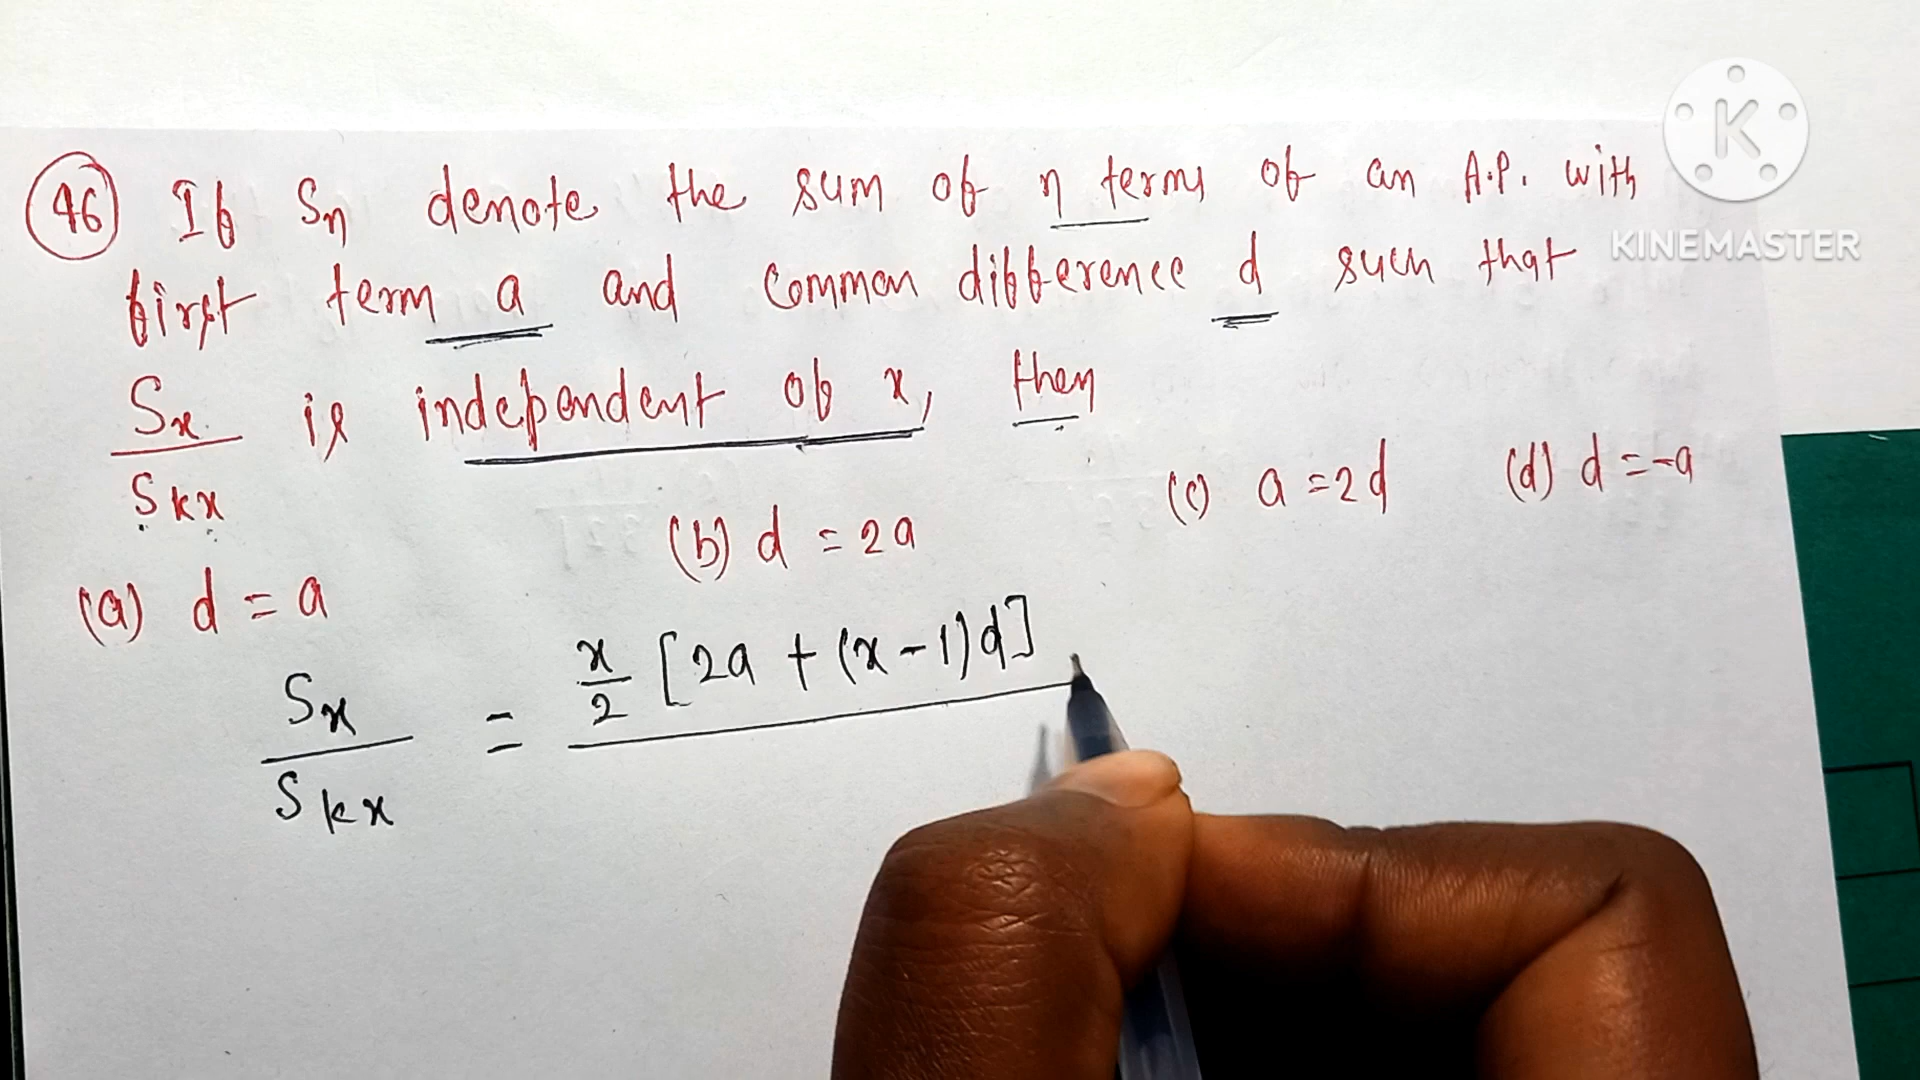 46 If Sn denote the sum of n terms of an A.P. with
first term a and common difference d such that
Sx/Skx is independent of x, then
(a) d = a (b) d = 2a (c) a = 2d (d) d = -a
Sx/Skx = x/2 [2a + (x - 1)d]
K
KINEMASTER